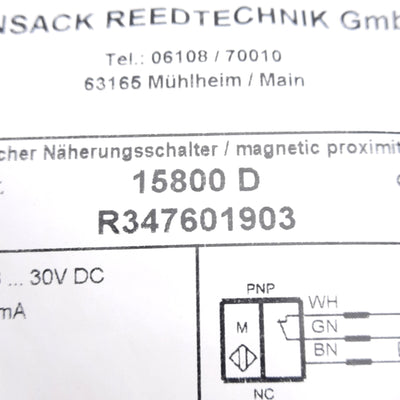 NSACK REEDTECHNIK Gmb
Tel.: 06108 / 70010
63165 Mühlheim / Main
cher Näherungsschalter / magnetic proximit
15800 D
R347601903
... 30V DC
mA
PNP
WH
M
GN
BN
NC